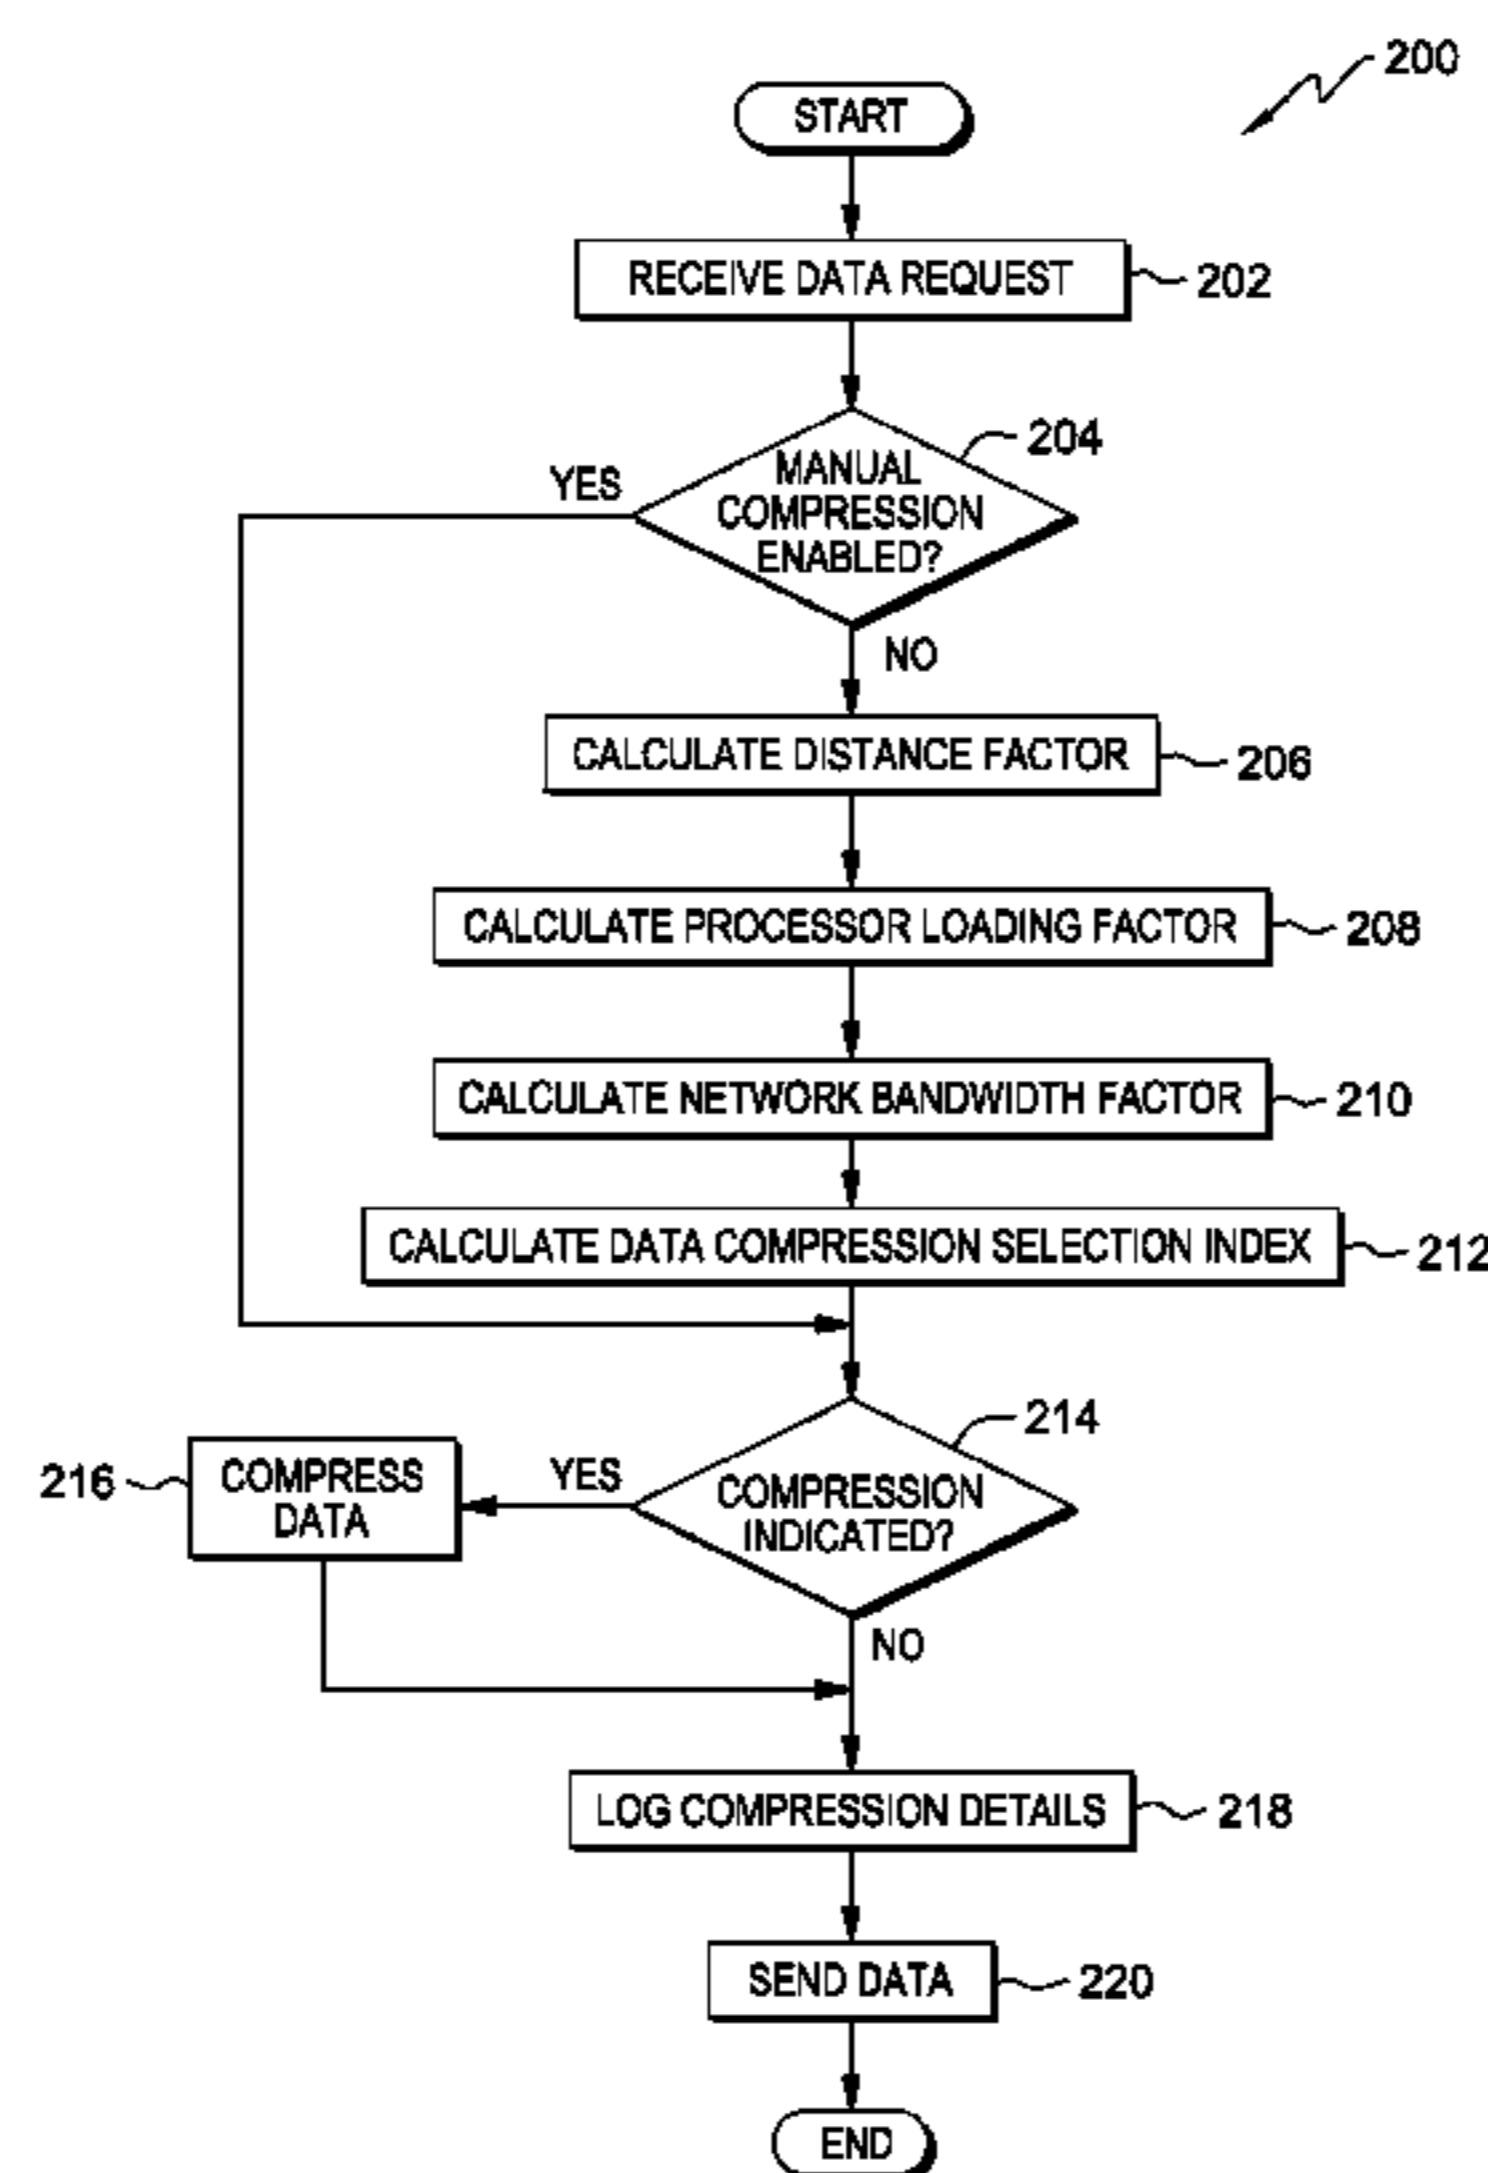 200
START
RECEIVE DATA REQUEST
202
204
MANUAL
COMPRESSION
ENABLED?
YES
NO
CALCULATE DISTANCE FACTOR
206
CALCULATE PROCESSOR LOADING FACTOR
208
CALCULATE NETWORK BANDWIDTH FACTOR
210
CALCULATE DATA COMPRESSION SELECTION INDEX
212
214
COMPRESSION
INDICATED?
YES
216
COMPRESS
DATA
NO
LOG COMPRESSION DETAILS
218
SEND DATA
220
END